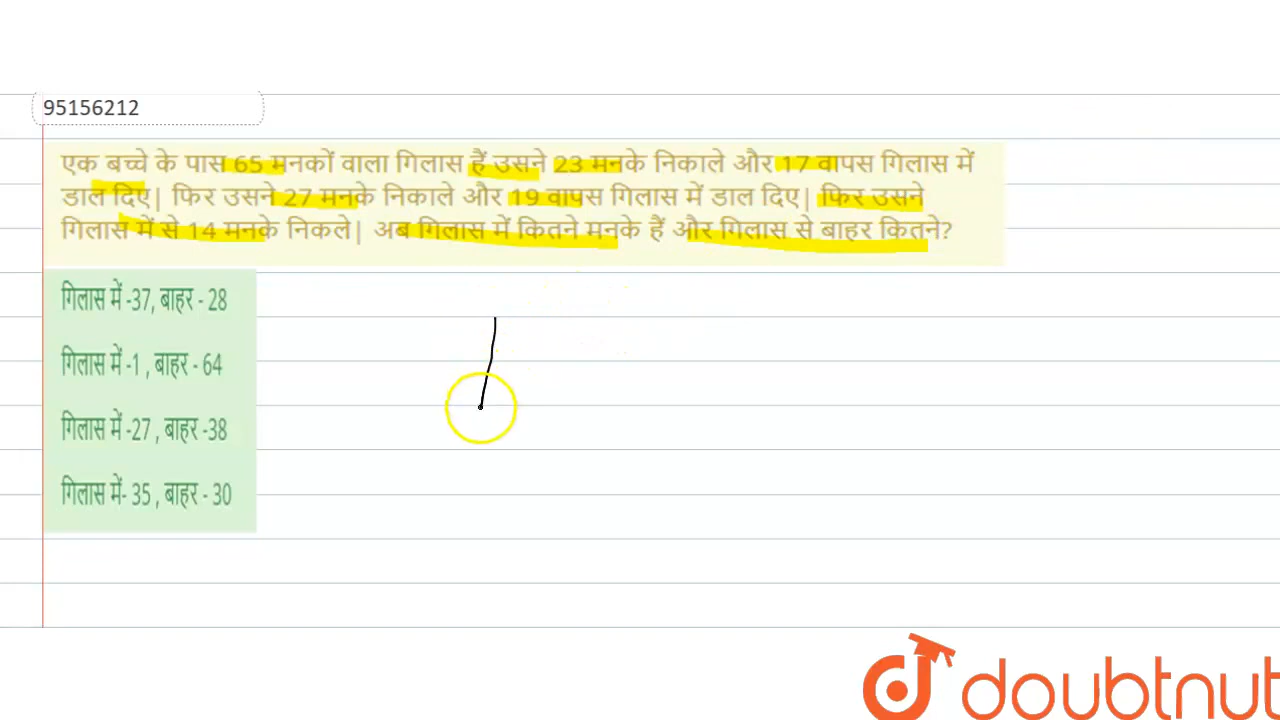 95156212
एक बच्चे के पास 65 मनकों वाला गिलास हैं उसने 23 मनके निकाले और 17 वापस गिलास में
डाल दिए| फिर उसने 27 मनके निकाले और 19 वापस गिलास में डाल दिए| फिर उसने
गिलास में से 14 मनके निकले| अब गिलास में कितने मनके हैं और गिलास से बाहर कितने?
गिलास में -37, बाहर - 28
गिलास में -1 , बाहर - 64
गिलास में -27 , बाहर -38
गिलास में- 35 , बाहर - 30
doubtnut